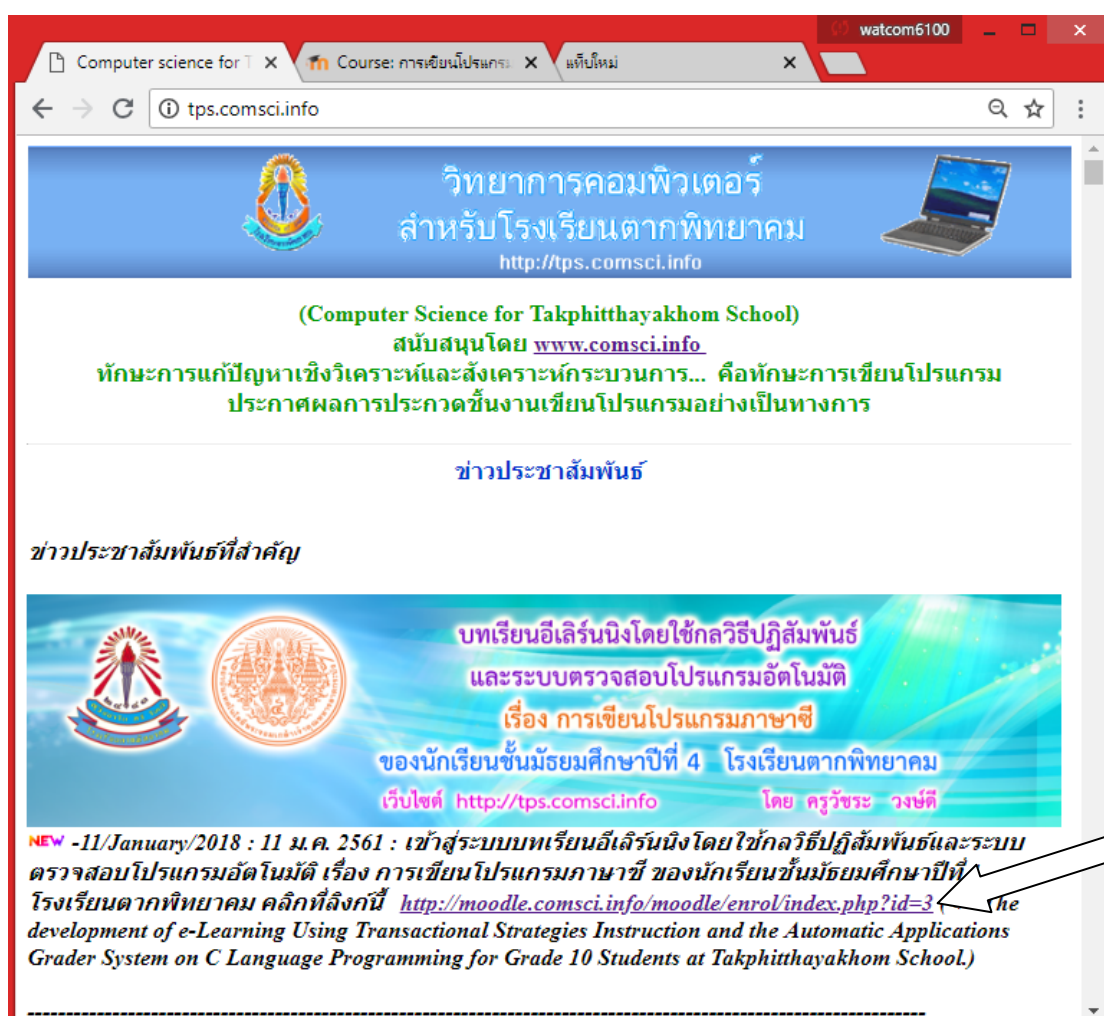 watcom6100
Computer science for T
Course: การเขียนโปรแกรม
แท็บใหม่
tps.comsci.info
วิทยาการคอมพิวเตอร์
สำหรับโรงเรียนตากพิทยาคม
http://tps.comsci.info
(Computer Science for Takphitthayakhom School)
สนับสนุนโดย www.comsci.info
ทักษะการแก้ปัญหาเชิงวิเคราะห์และสังเคราะห์กระบวนการ... คือทักษะการเขียนโปรแกรม
ประกาศผลการประกวดชิ้นงานเขียนโปรแกรมอย่างเป็นทางการ
ข่าวประชาสัมพันธ์
ข่าวประชาสัมพันธ์ที่สำคัญ
บทเรียนอีเลิร์นนิงโดยใช้กลวิธีปฏิสัมพันธ์
และระบบตรวจสอบโปรแกรมอัตโนมัติ
เรื่อง การเขียนโปรแกรมภาษาซี
ของนักเรียนชั้นมัธยมศึกษาปีที่ 4 โรงเรียนตากพิทยาคม
เว็บไซต์ http://tps.comsci.info โดย ครูวัชระ วงษ์ดี
NEW -11/January/2018 : 11 ม.ค. 2561 : เข้าสู่ระบบบทเรียนอีเลิร์นนิงโดยใช้กลวิธีปฏิสัมพันธ์และระบบ
ตรวจสอบโปรแกรมอัตโนมัติ เรื่อง การเขียนโปรแกรมภาษาซี ของนักเรียนชั้นมัธยมศึกษาปีที่
โรงเรียนตากพิทยาคม คลิกที่ลิงก์นี้ http://moodle.comsci.info/moodle/enrol/index.php?id=3 (
development of e-Learning Using Transactional Strategies Instruction and the Automatic Applications
Grader System on C Language Programming for Grade 10 Students at Takphitthayakhom School.)